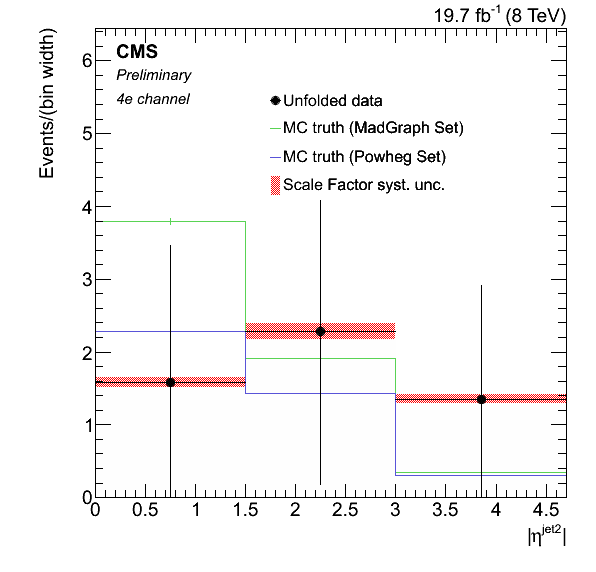 19.7 fb⁻¹ (8 TeV)
CMS
Preliminary
4e channel
Unfolded data
MC truth (MadGraph Set)
MC truth (Powheg Set)
Scale Factor syst. unc.
Events/(bin width)
6
5
4
3
2
1
0
0 0.5 1 1.5 2 2.5 3 3.5 4 4.5
|η^jet2|